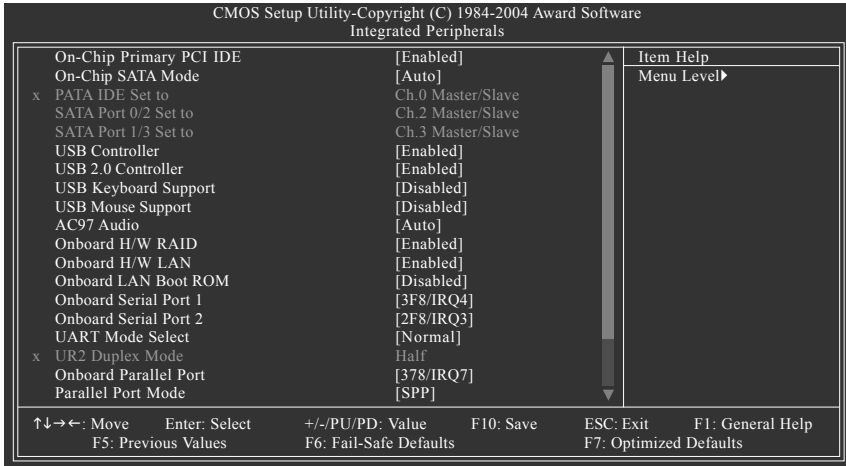 CMOS Setup Utility-Copyright (C) 1984-2004 Award Software
Integrated Peripherals
On-Chip Primary PCI IDE [Enabled]
On-Chip SATA Mode [Auto]
x PATA IDE Set to Ch.0 Master/Slave
SATA Port 0/2 Set to Ch.2 Master/Slave
SATA Port 1/3 Set to Ch.3 Master/Slave
USB Controller [Enabled]
USB 2.0 Controller [Enabled]
USB Keyboard Support [Disabled]
USB Mouse Support [Disabled]
AC97 Audio [Auto]
Onboard H/W RAID [Enabled]
Onboard H/W LAN [Enabled]
Onboard LAN Boot ROM [Disabled]
Onboard Serial Port 1 [3F8/IRQ4]
Onboard Serial Port 2 [2F8/IRQ3]
UART Mode Select [Normal]
x UR2 Duplex Mode Half
Onboard Parallel Port [378/IRQ7]
Parallel Port Mode [SPP]
Item Help
Menu Level▶
↑↓→←: Move Enter: Select +/-/PU/PD: Value F10: Save ESC: Exit F1: General Help
F5: Previous Values F6: Fail-Safe Defaults F7: Optimized Defaults